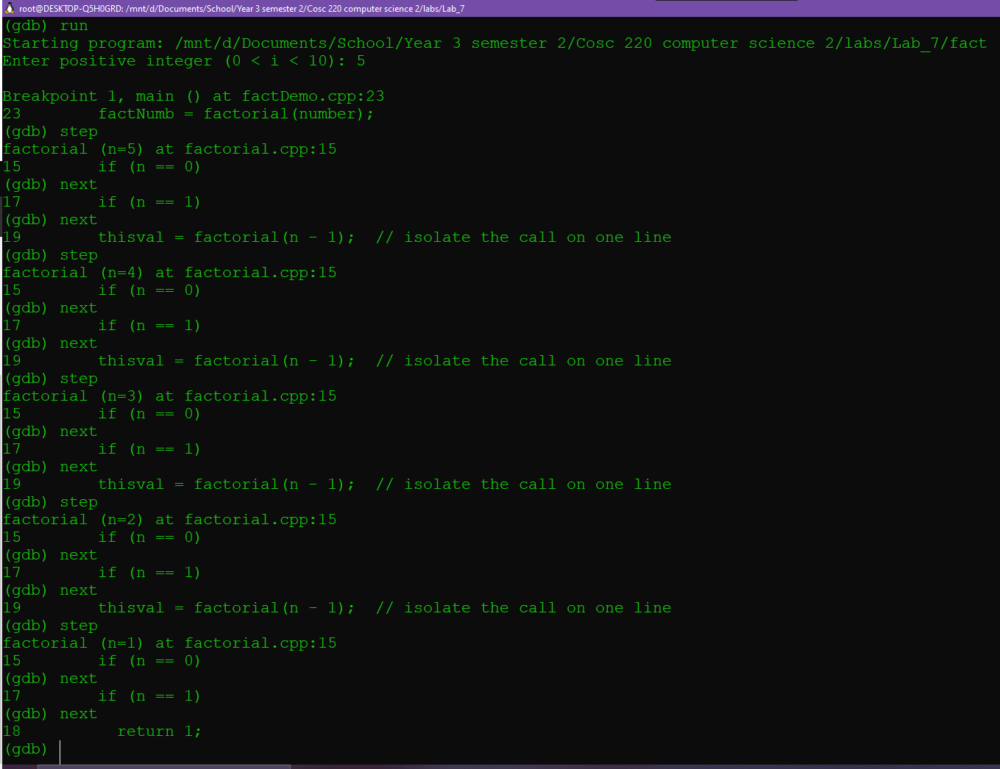 root@DESKTOP-Q5H0GRD: /mnt/d/Documents/School/Year 3 semester 2/Cosc 220 computer science 2/labs/Lab_7
(gdb) run
Starting program: /mnt/d/Documents/School/Year 3 semester 2/Cosc 220 computer science 2/labs/Lab_7/fact
Enter positive integer (0 < i < 10): 5

Breakpoint 1, main () at factDemo.cpp:23
23        factNumb = factorial(number);
(gdb) step
factorial (n=5) at factorial.cpp:15
15        if (n == 0)
(gdb) next
17        if (n == 1)
(gdb) next
19        thisval = factorial(n - 1);  // isolate the call on one line
(gdb) step
factorial (n=4) at factorial.cpp:15
15        if (n == 0)
(gdb) next
17        if (n == 1)
(gdb) next
19        thisval = factorial(n - 1);  // isolate the call on one line
(gdb) step
factorial (n=3) at factorial.cpp:15
15        if (n == 0)
(gdb) next
17        if (n == 1)
(gdb) next
19        thisval = factorial(n - 1);  // isolate the call on one line
(gdb) step
factorial (n=2) at factorial.cpp:15
15        if (n == 0)
(gdb) next
17        if (n == 1)
(gdb) next
19        thisval = factorial(n - 1);  // isolate the call on one line
(gdb) step
factorial (n=1) at factorial.cpp:15
15        if (n == 0)
(gdb) next
17        if (n == 1)
(gdb) next
18          return 1;
(gdb)